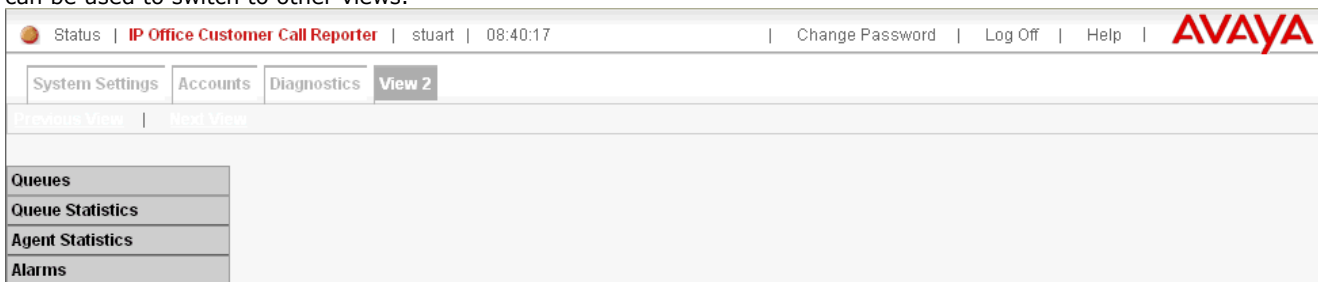 can be used to switch to other views.
Status | IP Office Customer Call Reporter | stuart | 08:40:17 | Change Password | Log Off | Help | AVAYA
System Settings Accounts Diagnostics View 2
Previous View | Next View
Queues
Queue Statistics
Agent Statistics
Alarms